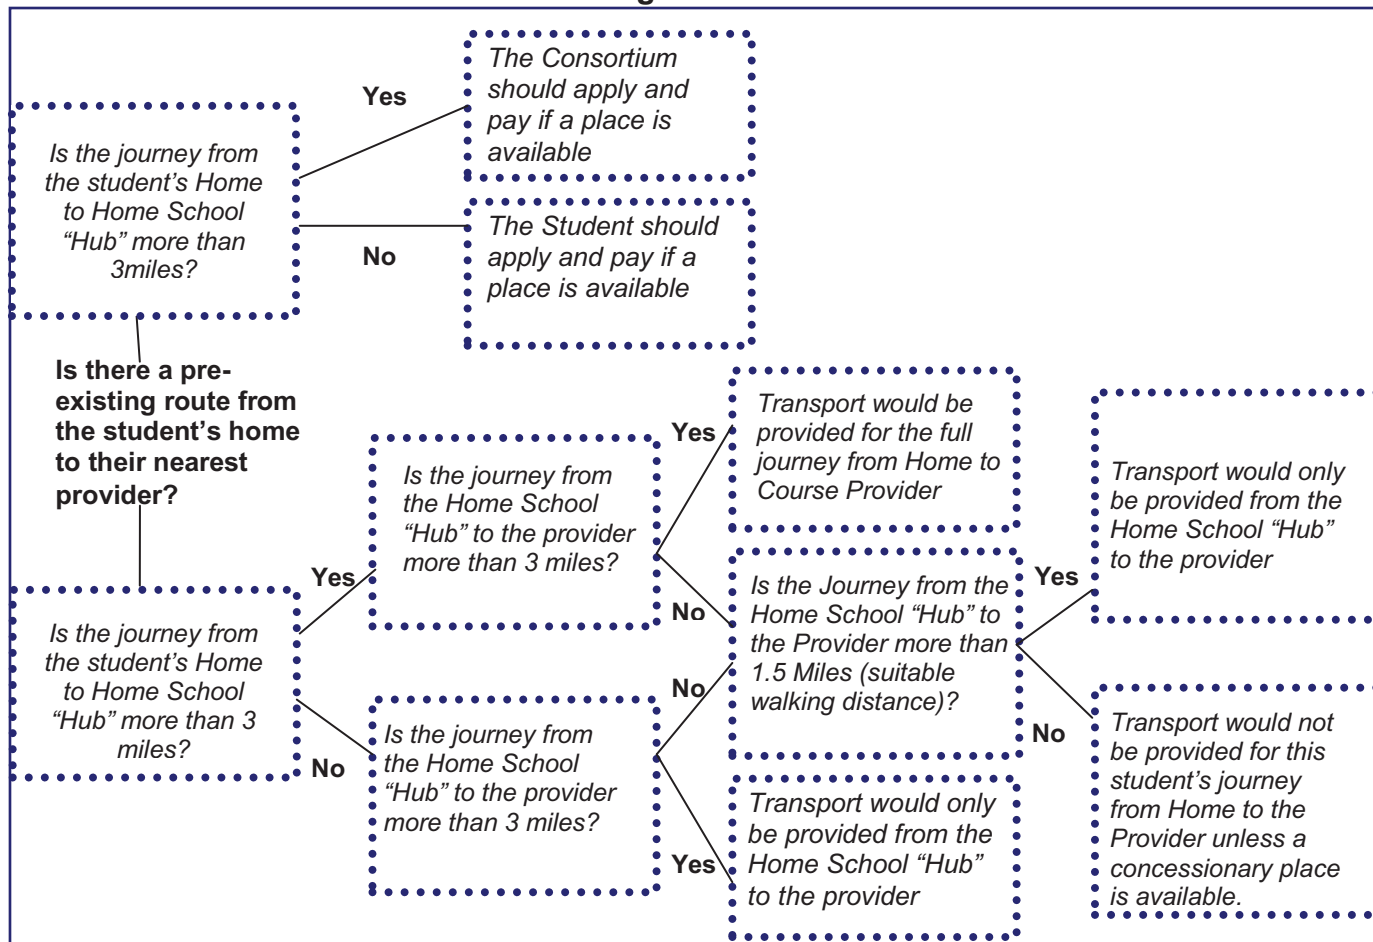 The Consortium
should apply and
pay if a place is
available
Yes
Is the journey from
the student’s Home
to Home School
“Hub” more than
3miles?
The Student should
apply and pay if a
place is available
No
Is there a pre-
existing route from
the student’s home
to their nearest
provider?
Transport would be
provided for the full
journey from Home to
Course Provider
Yes
Is the journey from
the Home School
“Hub” to the provider
more than 3 miles?
Transport would only
be provided from the
Home School “Hub”
to the provider
Yes
No
Is the Journey from the
Home School “Hub” to
the Provider more than
1.5 Miles (suitable
walking distance)?
Yes
Is the journey from
the student’s Home
to Home School
“Hub” more than 3
miles?
No
No
Is the journey from
the Home School
“Hub” to the provider
more than 3 miles?
No
Transport would not
be provided for this
student’s journey
from Home to the
Provider unless a
concessionary place
is available.
Yes
Transport would only
be provided from the
Home School “Hub”
to the provider